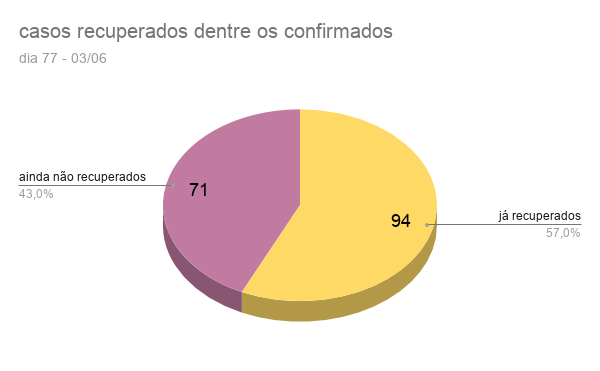 casos recuperados dentre os confirmados
dia 77 - 03/06
ainda não recuperados
43,0%
71
94
já recuperados
57,0%